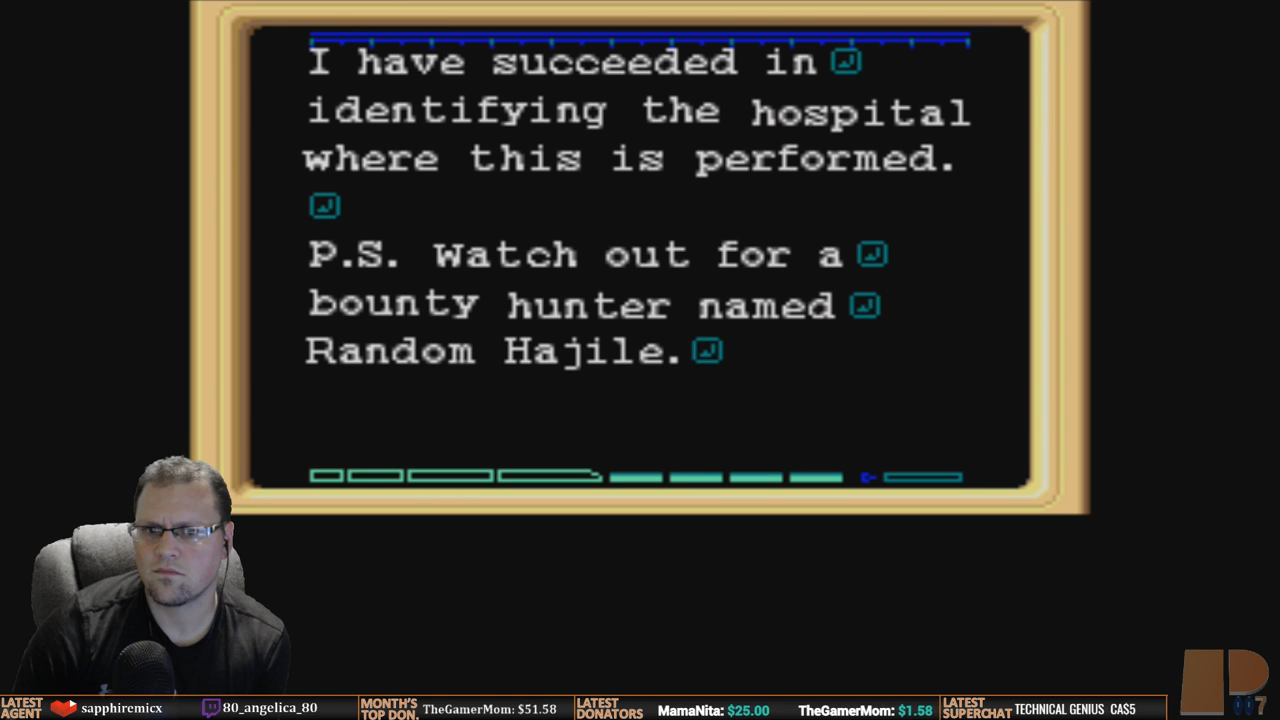 I have succeeded in
identifying the hospital
where this is performed.
P.S. Watch out for a
bounty hunter named
Random Hajile.
LATEST AGENT
sapphiremicx
80_angelica_80
MONTH'S TOP DON.
TheGamerMom: $51.58
LATEST DONATORS
MamaNita: $25.00
TheGamerMom: $1.58
LATEST SUPERCHAT
TECHNICAL GENIUS CA$5